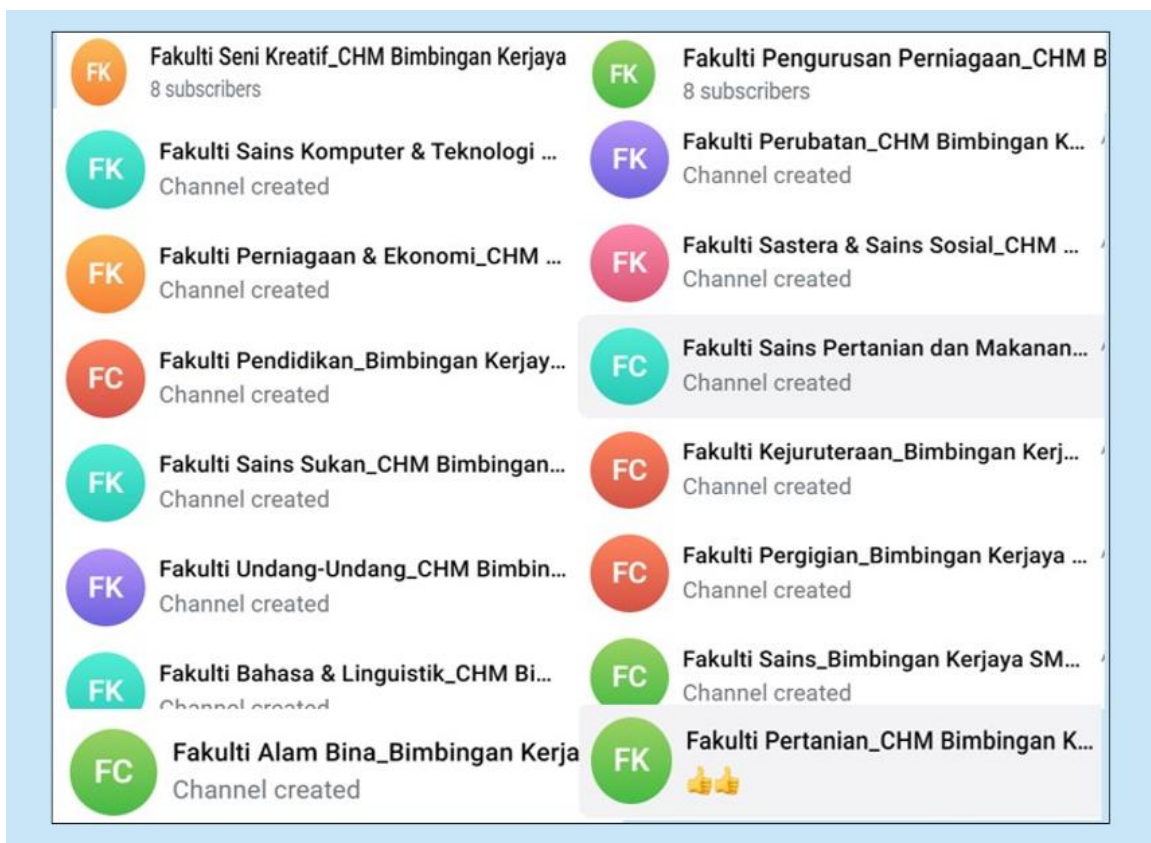 FK
Fakulti Seni Kreatif_CHM Bimbingan Kerjaya
8 subscribers
FK
Fakulti Sains Komputer & Teknologi ...
Channel created
FK
Fakulti Perniagaan & Ekonomi_CHM ...
Channel created
FC
Fakulti Pendidikan_Bimbingan Kerjay...
Channel created
FK
Fakulti Sains Sukan_CHM Bimbingan...
Channel created
FK
Fakulti Undang-Undang_CHM Bimbin...
Channel created
FK
Fakulti Bahasa & Linguistik_CHM Bi...
Channel created
FC
Fakulti Alam Bina_Bimbingan Kerja
Channel created
FK
Fakulti Pengurusan Perniagaan_CHM B
8 subscribers
FK
Fakulti Perubatan_CHM Bimbingan K...
Channel created
FK
Fakulti Sastera & Sains Sosial_CHM ...
Channel created
FC
Fakulti Sains Pertanian dan Makanan...
Channel created
FC
Fakulti Kejuruteraan_Bimbingan Kerj...
Channel created
FC
Fakulti Pergigian_Bimbingan Kerjaya ...
Channel created
FC
Fakulti Sains_Bimbingan Kerjaya SM...
Channel created
FK
Fakulti Pertanian_CHM Bimbingan K...
👍👍